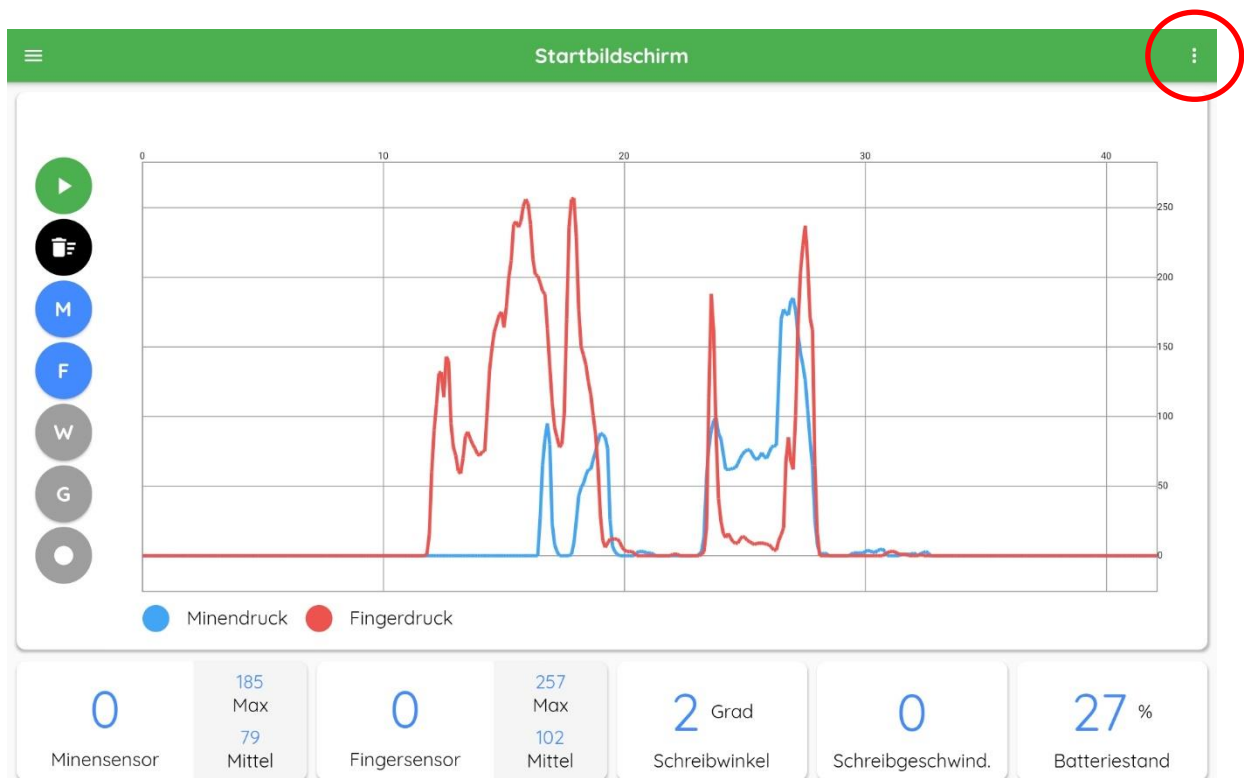 Startbildschirm
0 10 20 30 40
250
200
M
150
F
100
W
50
G
0
Minendruck Fingerdruck
0 185 0 257 2 Grad 0 27 %
Max Max
79 102
Minensensor Mittel Fingersensor Mittel Schreibwinkel Schreibgeschwind. Batteriestand